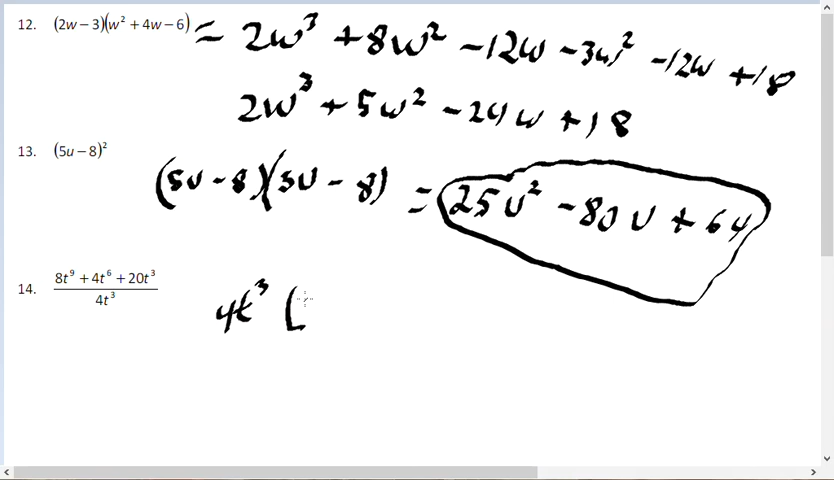 12. (2w – 3)(w² + 4w – 6) = 2w³ + 8w² - 12w - 3w² - 12w + 18
2w³ + 5w² - 24w + 18
13. (5u – 8)²
(5u - 8)(5u - 8) = 25u² - 80u + 64
14. (8t⁹ + 4t⁶ + 20t³)/(4t³) 4t³ (